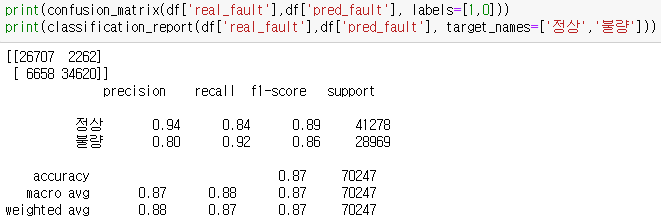 print(confusion_matrix(df['real_fault'],df['pred_fault'], labels=[1,0]))
print(classification_report(df['real_fault'],df['pred_fault'], target_names=['정상','불량']))
[[26707 2262]
[ 6658 34620]]
precision recall f1-score support
정상 0.94 0.84 0.89 41278
불량 0.80 0.92 0.86 28969
accuracy 0.87 70247
macro avg 0.87 0.88 0.87 70247
weighted avg 0.88 0.87 0.87 70247